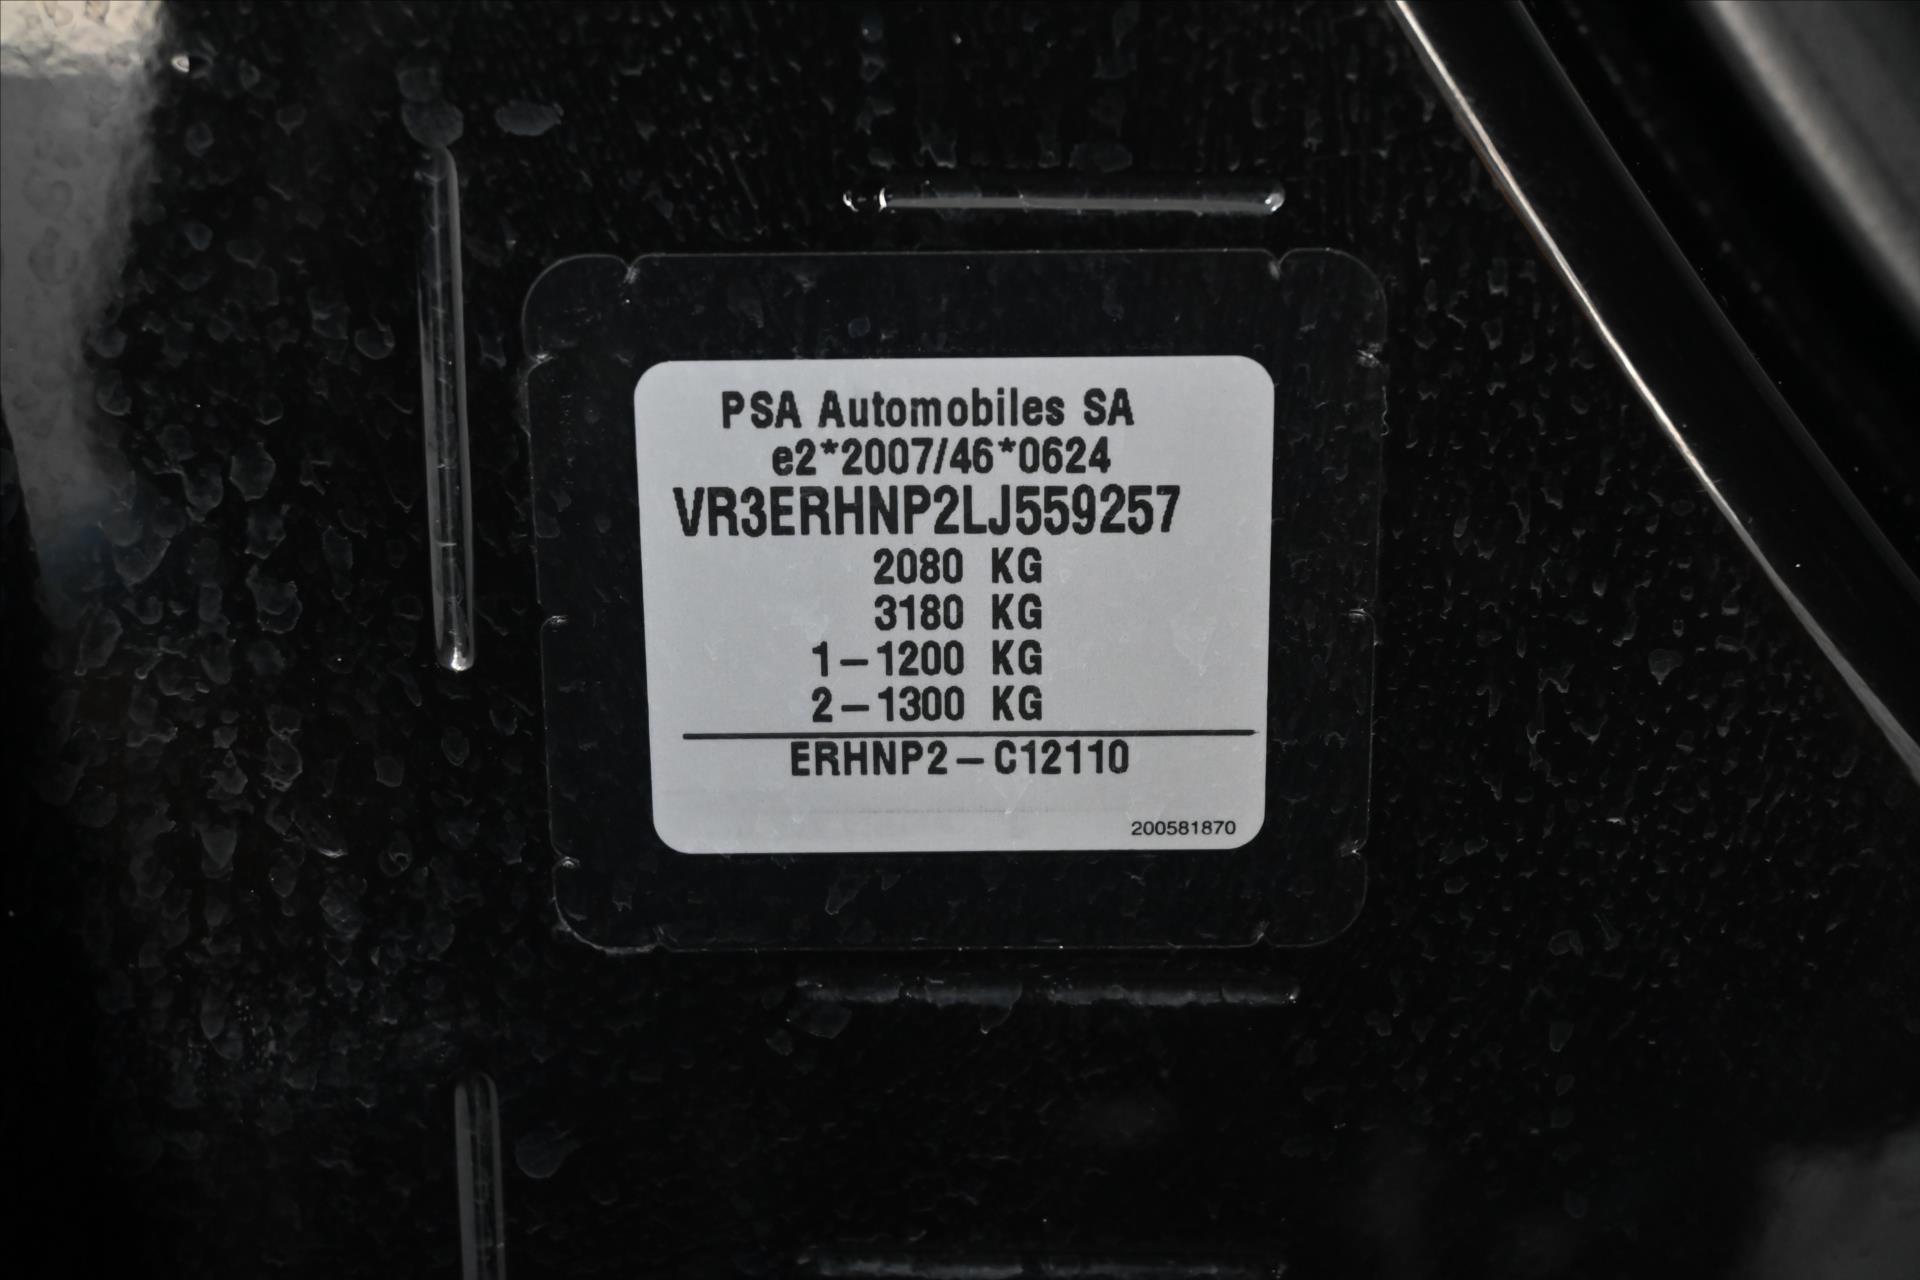 PSA Automobiles SA
e2*2007/46*0624
VR3ERHNP2LJ559257
2080 KG
3180 KG
1-1200 KG
2-1300 KG
ERHNP2-C12110
200581870